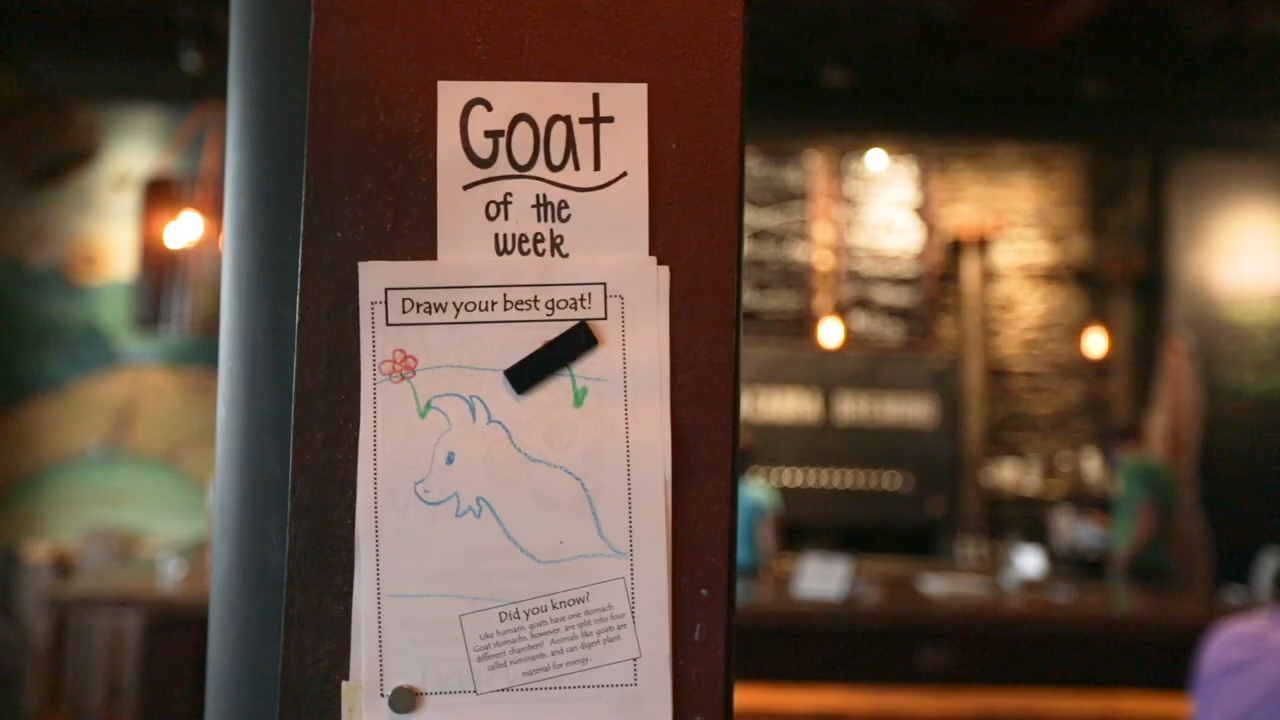 Goat
of the
week
Draw your best goat!
Did you know?
Like humans, goats have one stomach
Goat stomachs, however, are split into four
different chambers! Animals like goats are
called ruminants, and can digest plant
material for energy.